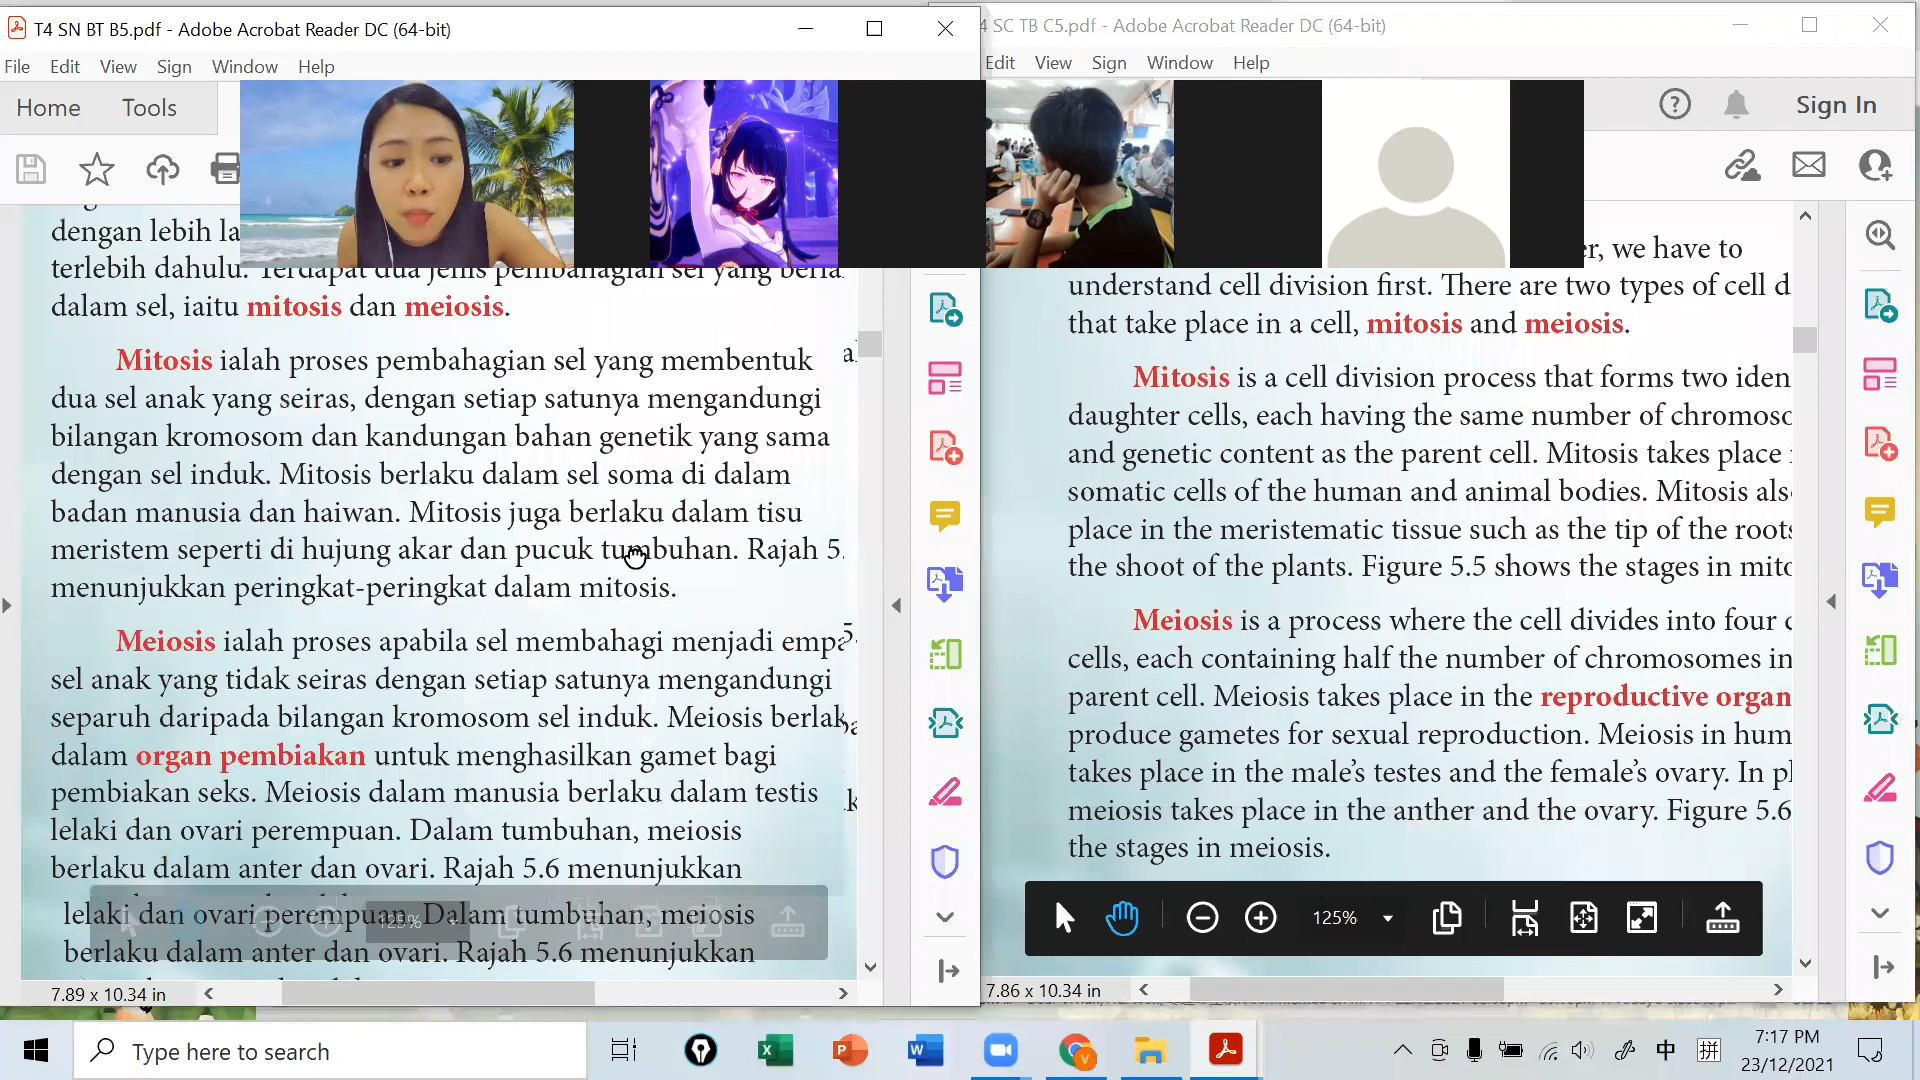 T4 SN BT B5.pdf - Adobe Acrobat Reader DC (64-bit)
File Edit View Sign Window Help
Home Tools
dengan lebih la
terlebih dahulu. Terdapat dua jenis pembahagian sel yang berla
dalam sel, iaitu mitosis dan meiosis.
Mitosis ialah proses pembahagian sel yang membentuk
dua sel anak yang seiras, dengan setiap satunya mengandungi
bilangan kromosom dan kandungan bahan genetik yang sama
dengan sel induk. Mitosis berlaku dalam sel soma di dalam
badan manusia dan haiwan. Mitosis juga berlaku dalam tisu
meristem seperti di hujung akar dan pucuk tumbuhan. Rajah 5.
menunjukkan peringkat-peringkat dalam mitosis.
Meiosis ialah proses apabila sel membahagi menjadi empa
sel anak yang tidak seiras dengan setiap satunya mengandungi
separuh daripada bilangan kromosom sel induk. Meiosis berlak
dalam organ pembiakan untuk menghasilkan gamet bagi
pembiakan seks. Meiosis dalam manusia berlaku dalam testis
lelaki dan ovari perempuan. Dalam tumbuhan, meiosis
berlaku dalam anter dan ovari. Rajah 5.6 menunjukkan
lelaki dan ovari perempuan. Dalam tumbuhan, meiosis
125%
berlaku dalam anter dan ovari. Rajah 5.6 menunjukkan
7.89 x 10.34 in
4 SC TB C5.pdf - Adobe Acrobat Reader DC (64-bit)
Edit View Sign Window Help
Sign In
er, we have to
understand cell division first. There are two types of cell d
that take place in a cell, mitosis and meiosis.
Mitosis is a cell division process that forms two iden
daughter cells, each having the same number of chromoso
and genetic content as the parent cell. Mitosis takes place
somatic cells of the human and animal bodies. Mitosis als
place in the meristematic tissue such as the tip of the roots
the shoot of the plants. Figure 5.5 shows the stages in mito
Meiosis is a process where the cell divides into four
cells, each containing half the number of chromosomes in
parent cell. Meiosis takes place in the reproductive organ
produce gametes for sexual reproduction. Meiosis in hum
takes place in the male's testes and the female's ovary. In pl
meiosis takes place in the anther and the ovary. Figure 5.6
the stages in meiosis.
125%
7.86 x 10.34 in
Type here to search
中 拼
7:17 PM
23/12/2021